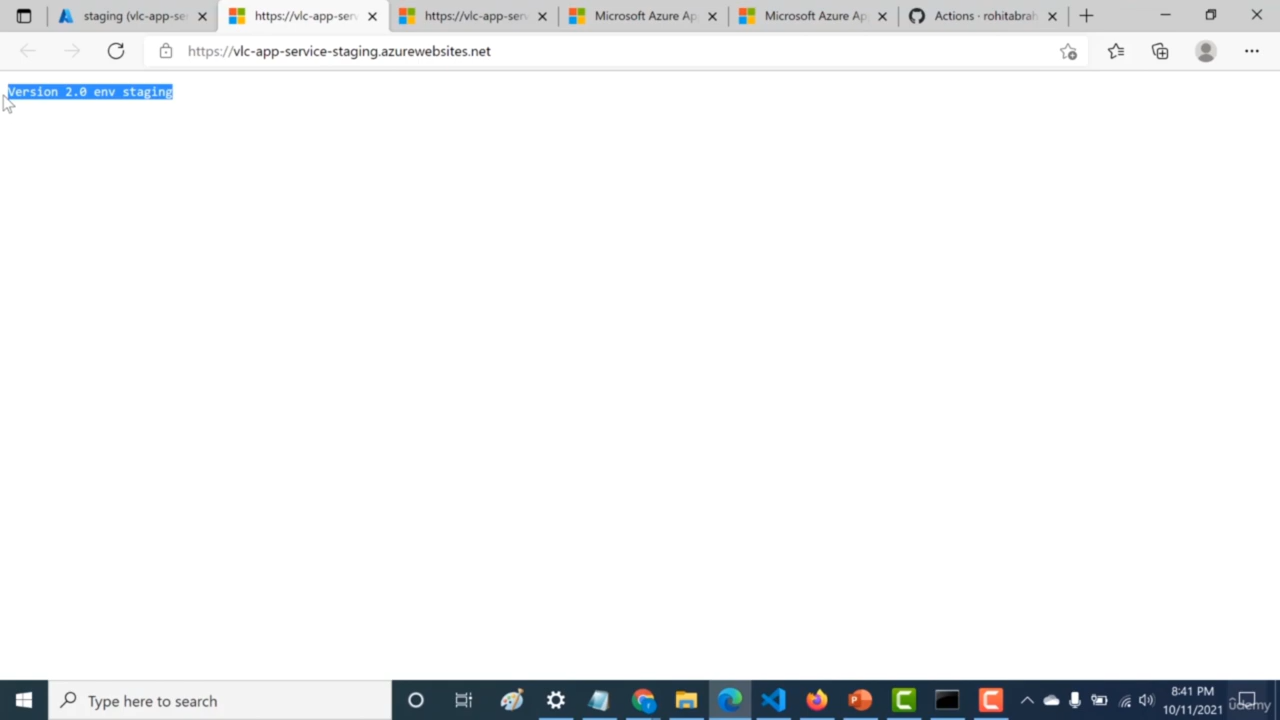 staging (vlc-app-se
https://vlc-app-ser
https://vlc-app-ser
Microsoft Azure Ap
Microsoft Azure Ap
Actions · rohitabrah
https://vlc-app-service-staging.azurewebsites.net
Version 2.0 env staging
Type here to search
8:41 PM
10/11/2021
udemy